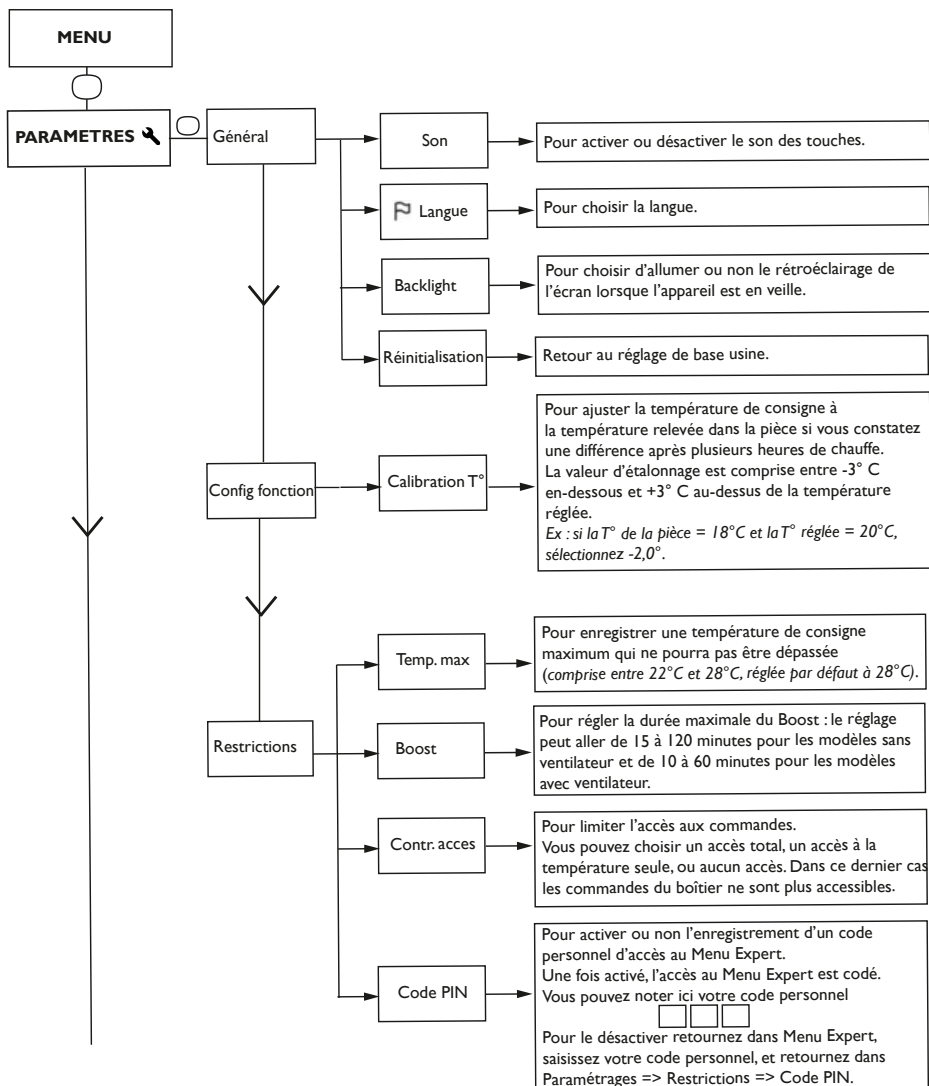 MENU
PARAMETRES
Général
Son
Pour activer ou désactiver le son des touches.
Langue
Pour choisir la langue.
Backlight
Pour choisir d'allumer ou non le rétroéclairage de
l'écran lorsque l'appareil est en veille.
Réinitialisation
Retour au réglage de base usine.
Config fonction
Calibration T°
Pour ajuster la température de consigne à
la température relevée dans la pièce si vous constatez
une différence après plusieurs heures de chauffe.
La valeur d'étalonnage est comprise entre -3° C
en-dessous et +3° C au-dessus de la température
réglée.
Ex : si la T° de la pièce = 18°C et la T° réglée = 20°C,
sélectionnez -2,0°.
Restrictions
Temp. max
Pour enregistrer une température de consigne
maximum qui ne pourra pas être dépassée
(comprise entre 22°C et 28°C, réglée par défaut à 28°C).
Boost
Pour régler la durée maximale du Boost : le réglage
peut aller de 15 à 120 minutes pour les modèles sans
ventilateur et de 10 à 60 minutes pour les modèles
avec ventilateur.
Contr. acces
Pour limiter l'accès aux commandes.
Vous pouvez choisir un accès total, un accès à la
température seule, ou aucun accès. Dans ce dernier cas
les commandes du boîtier ne sont plus accessibles.
Code PIN
Pour activer ou non l'enregistrement d'un code
personnel d'accès au Menu Expert.
Une fois activé, l'accès au Menu Expert est codé.
Vous pouvez noter ici votre code personnel
Pour le désactiver retournez dans Menu Expert,
saisissez votre code personnel, et retournez dans
Paramétrages => Restrictions => Code PIN.